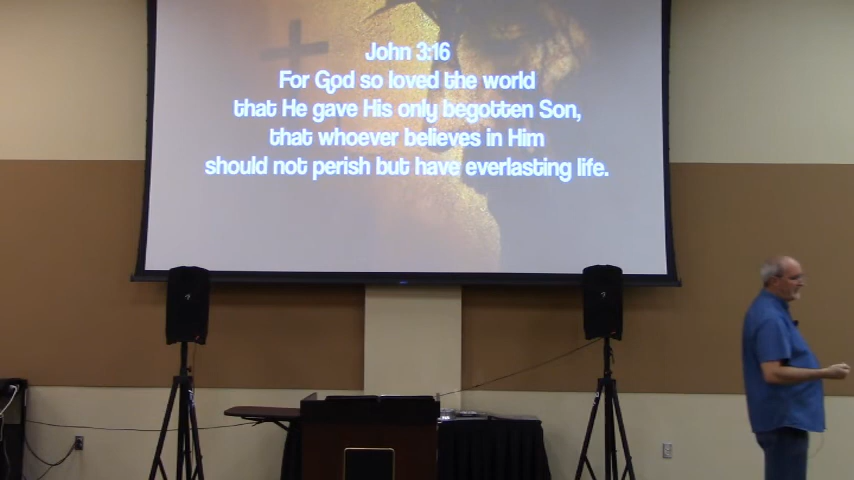 John 3:16
For God so loved the world
that He gave His only begotten Son,
that whoever believes in Him
should not perish but have everlasting life.